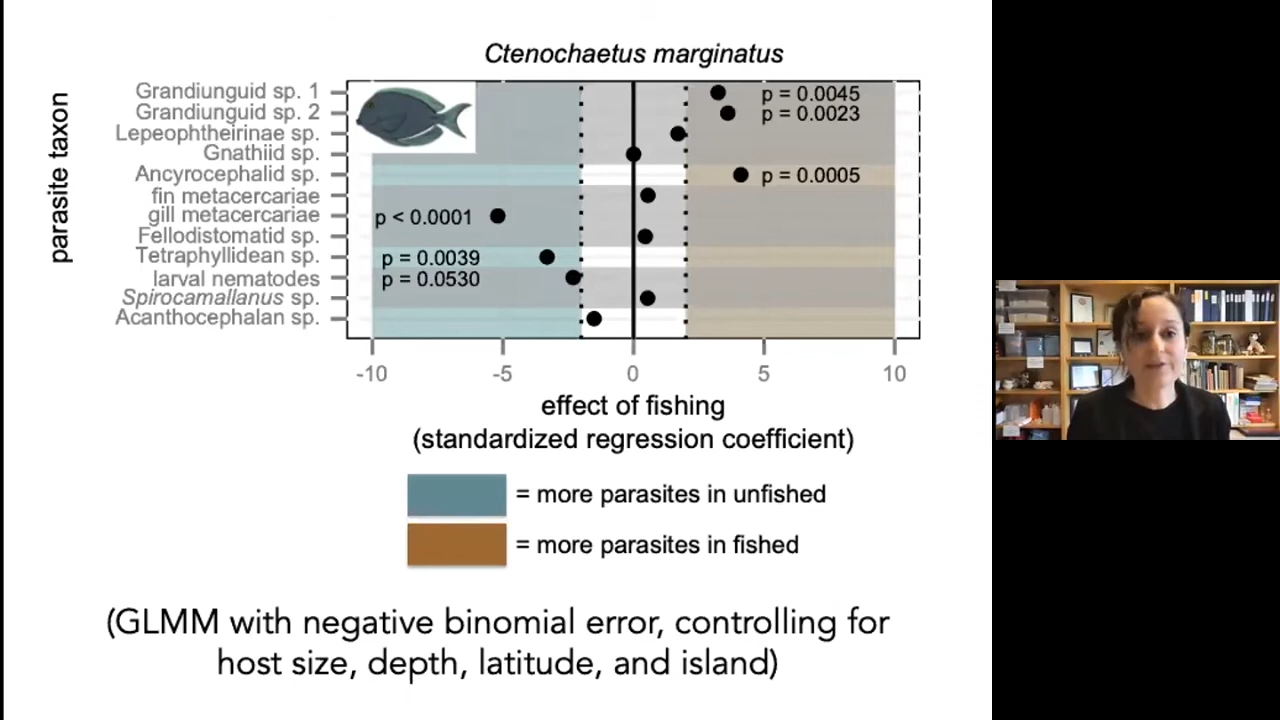 Ctenochaetus marginatus
parasite taxon
Grandiunguid sp. 1
Grandiunguid sp. 2
Lepeophtheirinae sp.
Gnathiid sp.
Ancyrocephalid sp.
fin metacercariae
gill metacercariae
Fellodistomatid sp.
Tetraphyllidean sp.
larval nematodes
Spirocamallanus sp.
Acanthocephalan sp.
p = 0.0045
p = 0.0023
p = 0.0005
p < 0.0001
p = 0.0039
p = 0.0530
-10 -5 0 5 10
effect of fishing
(standardized regression coefficient)
= more parasites in unfished
= more parasites in fished
(GLMM with negative binomial error, controlling for
host size, depth, latitude, and island)